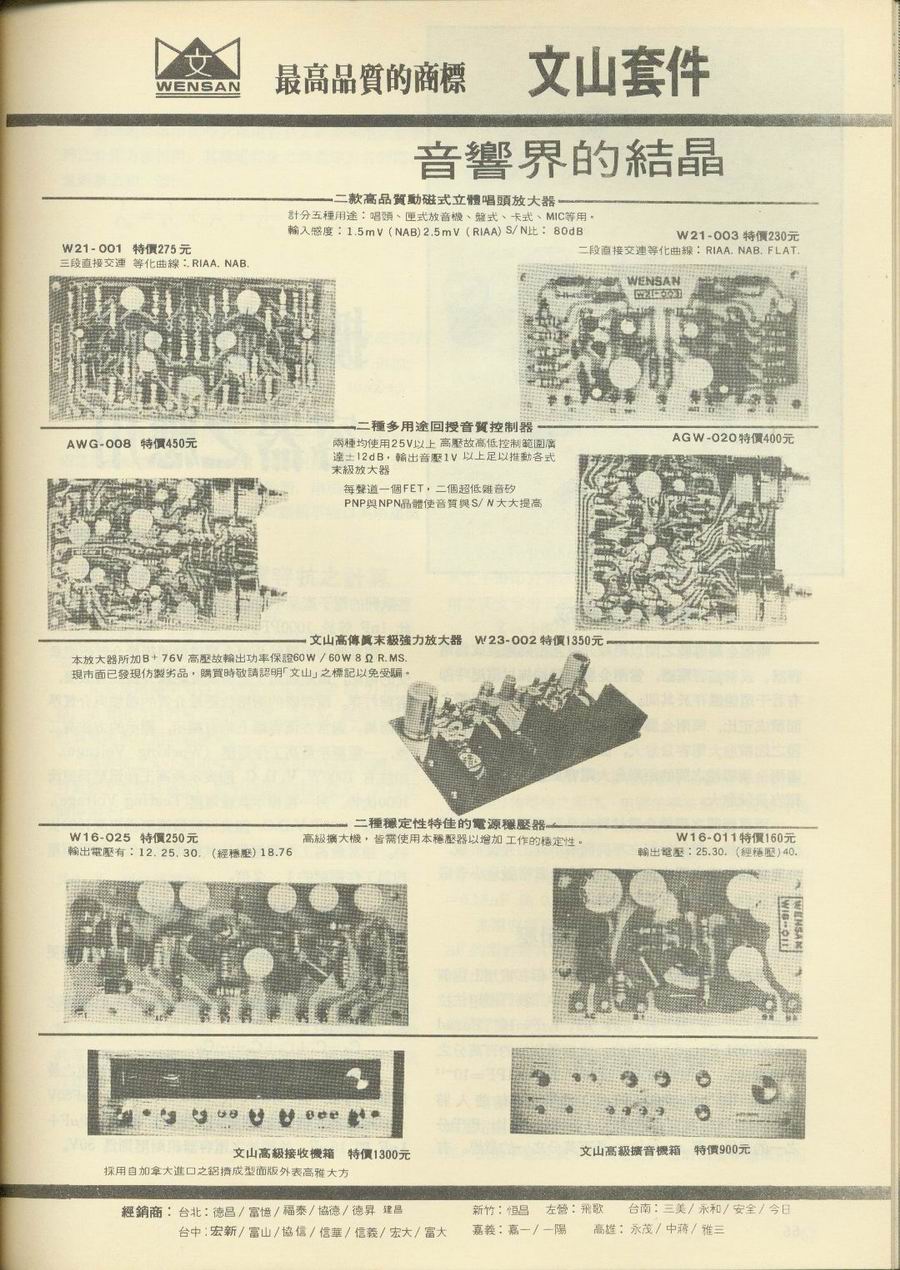 文
WENSAN
最高品質的商標
文山套件
音響界的結晶
二款高品質動磁式立體唱頭放大器
計分五種用途：唱頭、匣式放音機、盤式、卡式、MIC等用。
輸入感度：1.5mV (NAB) 2.5mV (RIAA) S/N比： 80dB
W21-001 特價275元
三段直接交連 等化曲線：.RIAA. NAB.
W21-003 特價230元
二段直接交連等化曲線：RIAA. NAB. FLAT.
WENSAN
W21-003
二種多用途回授音質控制器
AWG-008 特價450元
兩種均使用25V以上 高壓故高低控制範圍廣
達±12dB，輸出音壓1V 以上足以推動各式
末級放大器
每聲道一個FET，二個超低雜音矽
PNP與NPN晶體使音質與S/N大大提高
AGW-020特價400元
文山高傳眞末級強力放大器 W23-002 特價1350元
本放大器所加B+ 76V 高壓故輸出功率保證60W/60W 8Ω R.MS.
現市面已發現仿製劣品，購買時敬請認明「文山」之標記以免受騙。
二種穩定性特佳的電源穩壓器
高級擴大機，皆需使用本穩壓器以增加 工作的穩定性。
W16-025 特價250元
輸出電壓有：12. 25. 30. (經穩壓) 18.76
W16-011特價160元
輸出電壓：25.30. (經穩壓) 40.
WENSAN
W16-011
文山高級接收機箱 特價1300元
採用自加拿大進口之鋁擠成型面版外表高雅大方
文山高級擴音機箱 特價900元
經銷商：台北：德昌/富憶/福泰/協德/德昇 建昌
台中：宏新/富山/協信/信華/信義/宏大/富大
新竹：恒昌 左營：飛歌 台南：三美/永和/安全/今日
嘉義：嘉一/一陽 高雄：永茂/中蔣/雅三